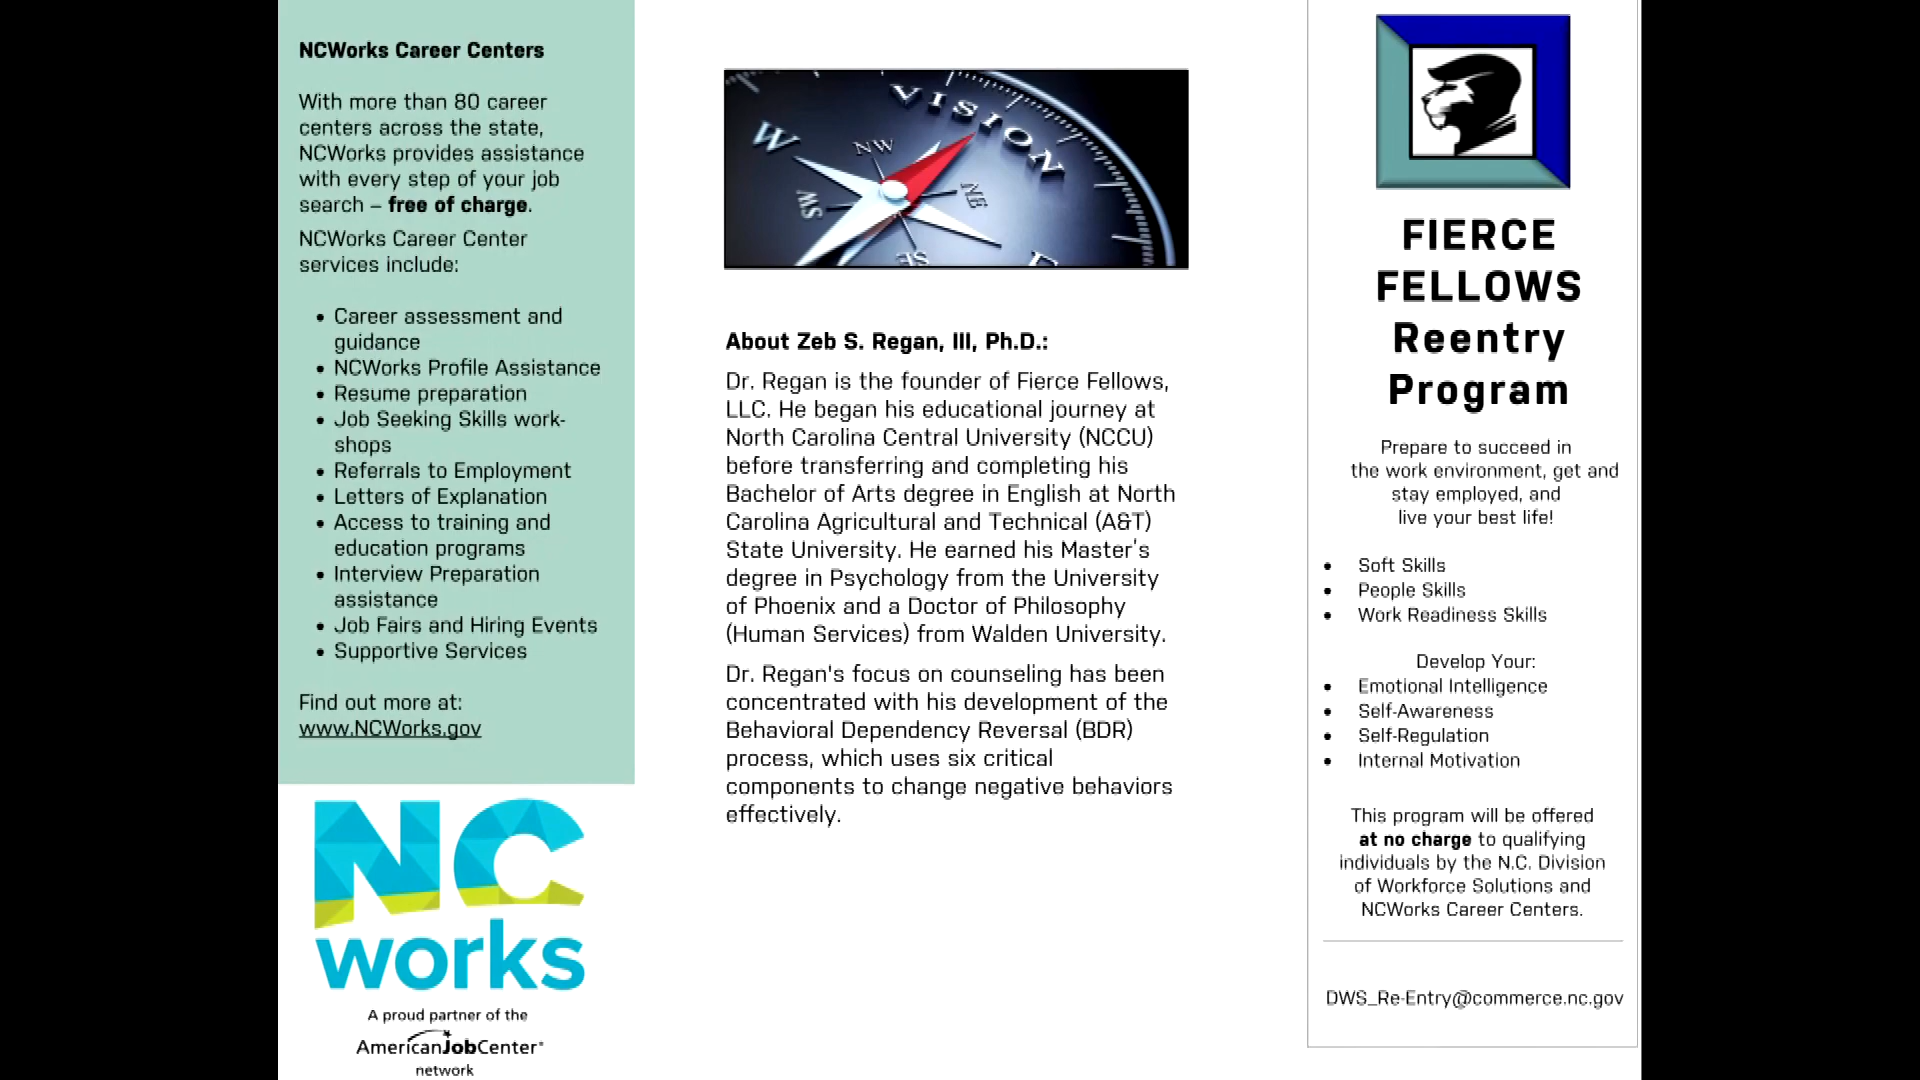 NCWorks Career Centers
With more than 80 career
centers across the state,
NCWorks provides assistance
with every step of your job
search – free of charge.
NCWorks Career Center
services include:
• Career assessment and
guidance
• NCWorks Profile Assistance
• Resume preparation
• Job Seeking Skills work-
shops
• Referrals to Employment
• Letters of Explanation
• Access to training and
education programs
• Interview Preparation
assistance
• Job Fairs and Hiring Events
• Supportive Services
Find out more at:
www.NCWorks.gov
NC
works
A proud partner of the
AmericanJobCenter®
network
VISION
W
NW
NE
SW
SE
E
About Zeb S. Regan, III, Ph.D.:
Dr. Regan is the founder of Fierce Fellows,
LLC. He began his educational journey at
North Carolina Central University (NCCU)
before transferring and completing his
Bachelor of Arts degree in English at North
Carolina Agricultural and Technical (A&T)
State University. He earned his Master's
degree in Psychology from the University
of Phoenix and a Doctor of Philosophy
(Human Services) from Walden University.
Dr. Regan's focus on counseling has been
concentrated with his development of the
Behavioral Dependency Reversal (BDR)
process, which uses six critical
components to change negative behaviors
effectively.
FIERCE
FELLOWS
Reentry
Program
Prepare to succeed in
the work environment, get and
stay employed, and
live your best life!
• Soft Skills
• People Skills
• Work Readiness Skills
Develop Your:
• Emotional Intelligence
• Self-Awareness
• Self-Regulation
• Internal Motivation
This program will be offered
at no charge to qualifying
individuals by the N.C. Division
of Workforce Solutions and
NCWorks Career Centers.
DWS_Re-Entry@commerce.nc.gov